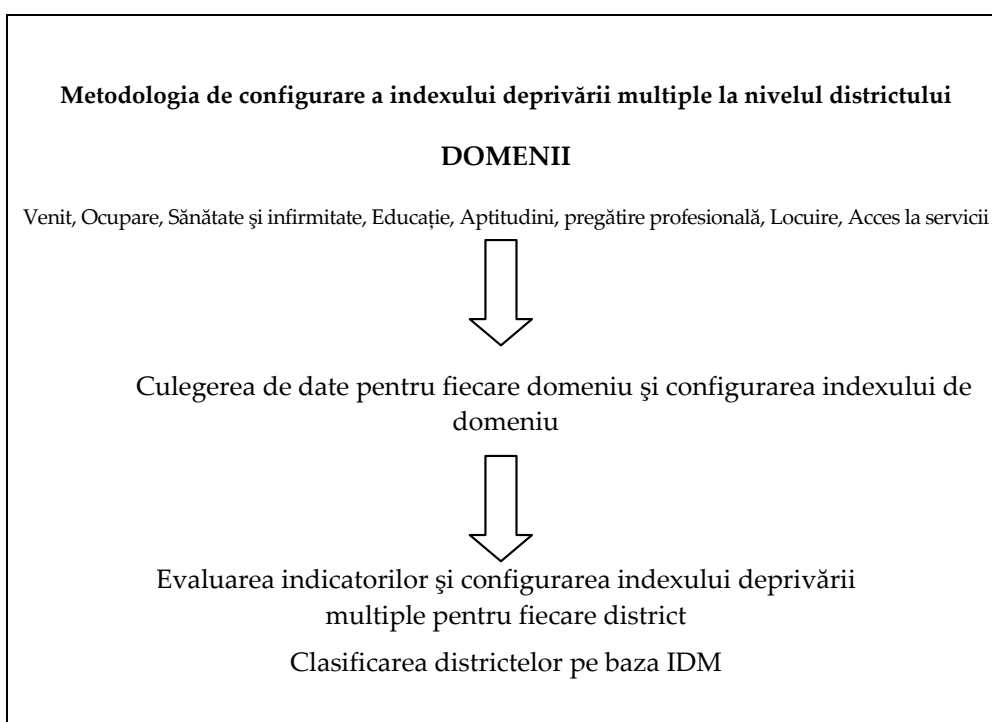 Metodologia de configurare a indexului deprivării multiple la nivelul districtului
DOMENII
Venit, Ocupare, Sănătate şi infirmitate, Educație, Aptitudini, pregătire profesională, Locuire, Acces la servicii
Culegerea de date pentru fiecare domeniu şi configurarea indexului de
domeniu
Evaluarea indicatorilor şi configurarea indexului deprivării
multiple pentru fiecare district
Clasificarea districtelor pe baza IDM